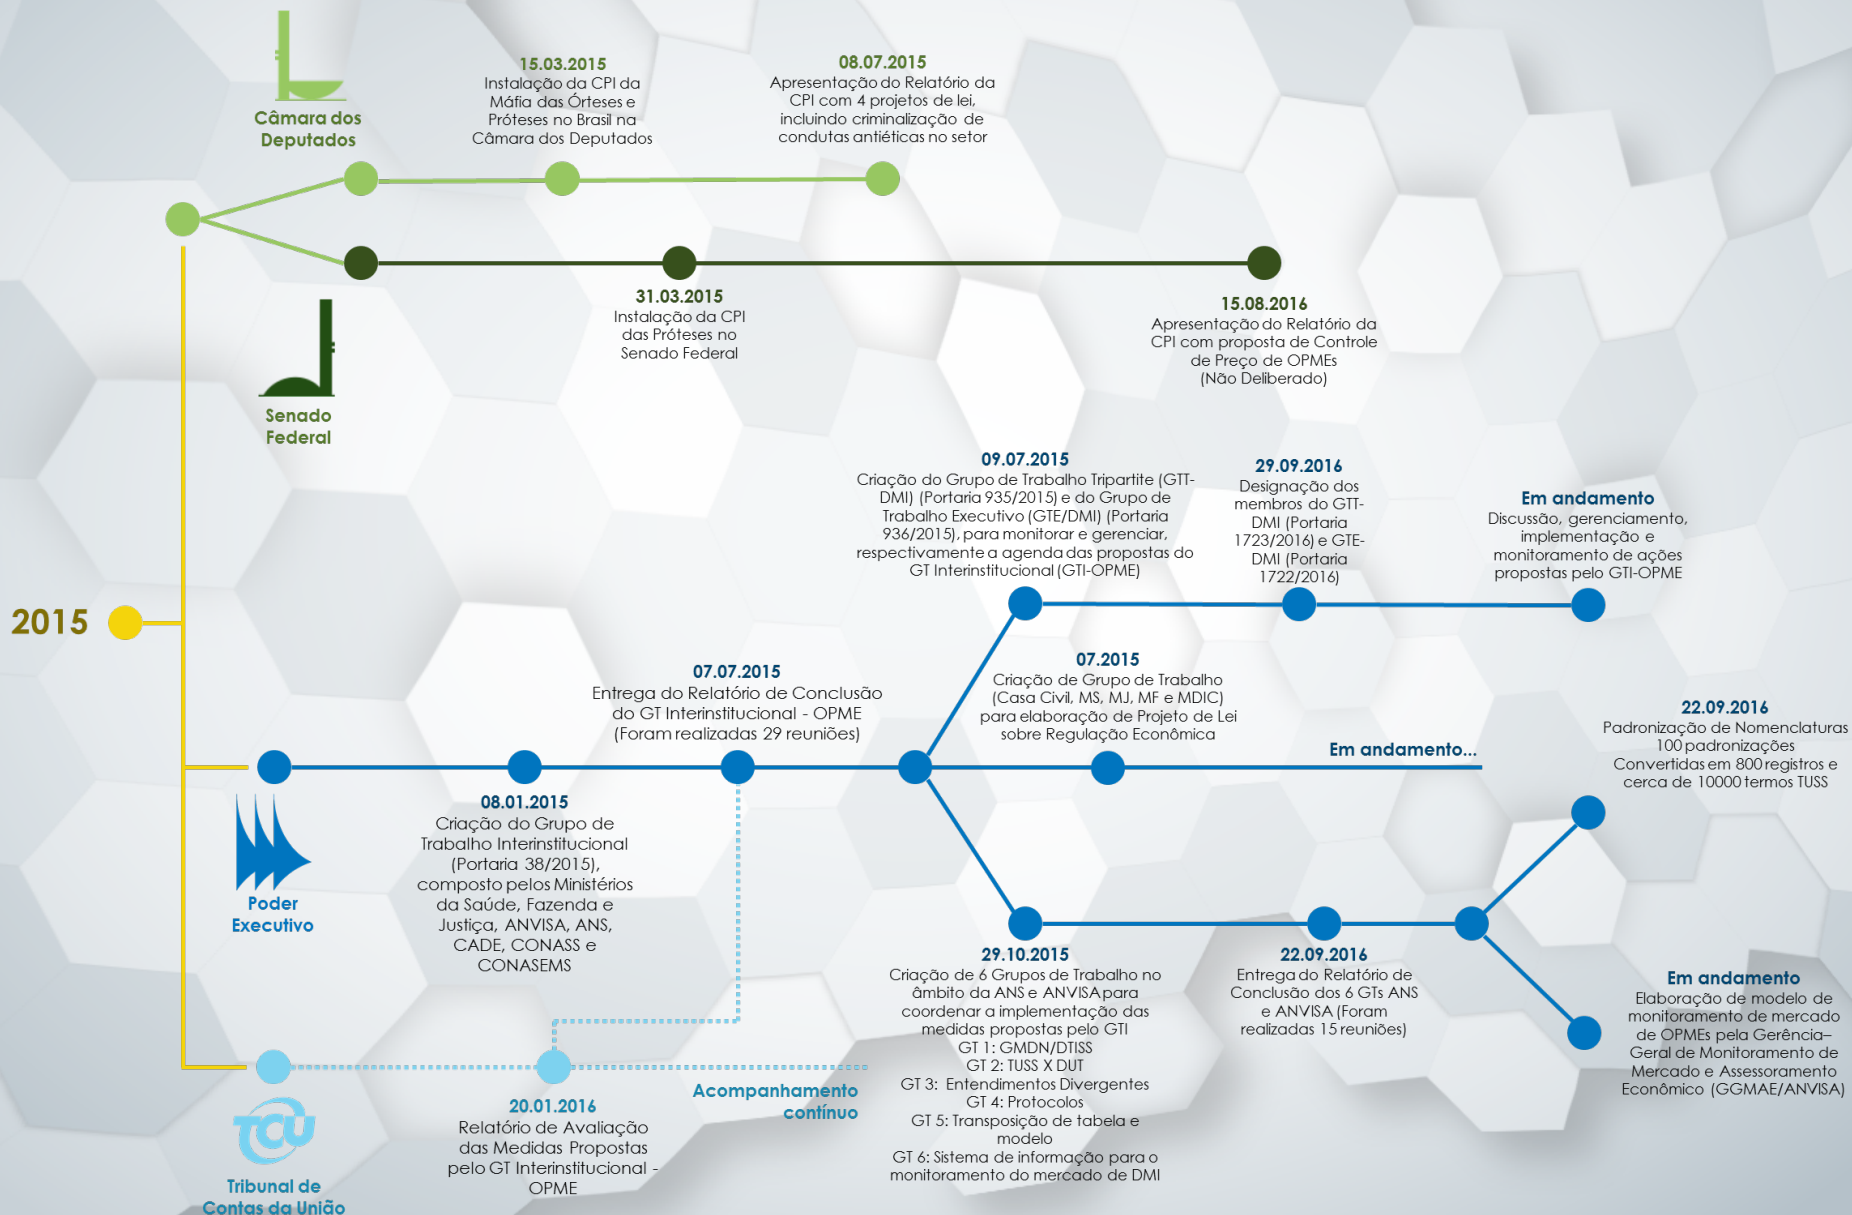 Câmara dos
Deputados
15.03.2015
Instalação da CPI da
Máfia das Órteses e
Próteses no Brasil na
Câmara dos Deputados
08.07.2015
Apresentação do Relatório da
CPI com 4 projetos de lei,
incluindo criminalização de
condutas antiéticas no setor
Senado
Federal
31.03.2015
Instalação da CPI
das Próteses no
Senado Federal
15.08.2016
Apresentação do Relatório da
CPI com proposta de Controle
de Preço de OPMEs
(Não Deliberado)
2015
09.07.2015
Criação do Grupo de Trabalho Tripartite (GTT-
DMI) (Portaria 935/2015) e do Grupo de
Trabalho Executivo (GTE/DMI) (Portaria
936/2015), para monitorar e gerenciar,
respectivamente a agenda das propostas do
GT Interinstitucional (GTI-OPME)
29.09.2016
Designação dos
membros do GTT-
DMI (Portaria
1723/2016) e GTE-
DMI (Portaria
1722/2016)
Em andamento
Discussão, gerenciamento,
implementação e
monitoramento de ações
propostas pelo GTI-OPME
Poder
Executivo
08.01.2015
Criação do Grupo de
Trabalho Interinstitucional
(Portaria 38/2015),
composto pelos Ministérios
da Saúde, Fazenda e
Justiça, ANVISA, ANS,
CADE, CONASS e
CONASEMS
07.07.2015
Entrega do Relatório de Conclusão
do GT Interinstitucional - OPME
(Foram realizadas 29 reuniões)
07.2015
Criação de Grupo de Trabalho
(Casa Civil, MS, MJ, MF e MDIC)
para elaboração de Projeto de Lei
sobre Regulação Econômica
Em andamento...
22.09.2016
Padronização de Nomenclaturas
100 padronizações
Convertidas em 800 registros e
cerca de 10000 termos TUSS
29.10.2015
Criação de 6 Grupos de Trabalho no
âmbito da ANS e ANVISA para
coordenar a implementação das
medidas propostas pelo GTI
GT 1: GMDN/DTISS
GT 2: TUSS X DUT
GT 3: Entendimentos Divergentes
GT 4: Protocolos
GT 5: Transposição de tabela e
modelo
GT 6: Sistema de informação para o
monitoramento do mercado de DMI
22.09.2016
Entrega do Relatório de
Conclusão dos 6 GTs ANS
e ANVISA (Foram
realizadas 15 reuniões)
Em andamento
Elaboração de modelo de
monitoramento de mercado
de OPMEs pela Gerência–
Geral de Monitoramento de
Mercado e Assessoramento
Econômico (GGMAE/ANVISA)
TCU
Tribunal de
Contas da União
20.01.2016
Relatório de Avaliação
das Medidas Propostas
pelo GT Interinstitucional -
OPME
Acompanhamento
contínuo